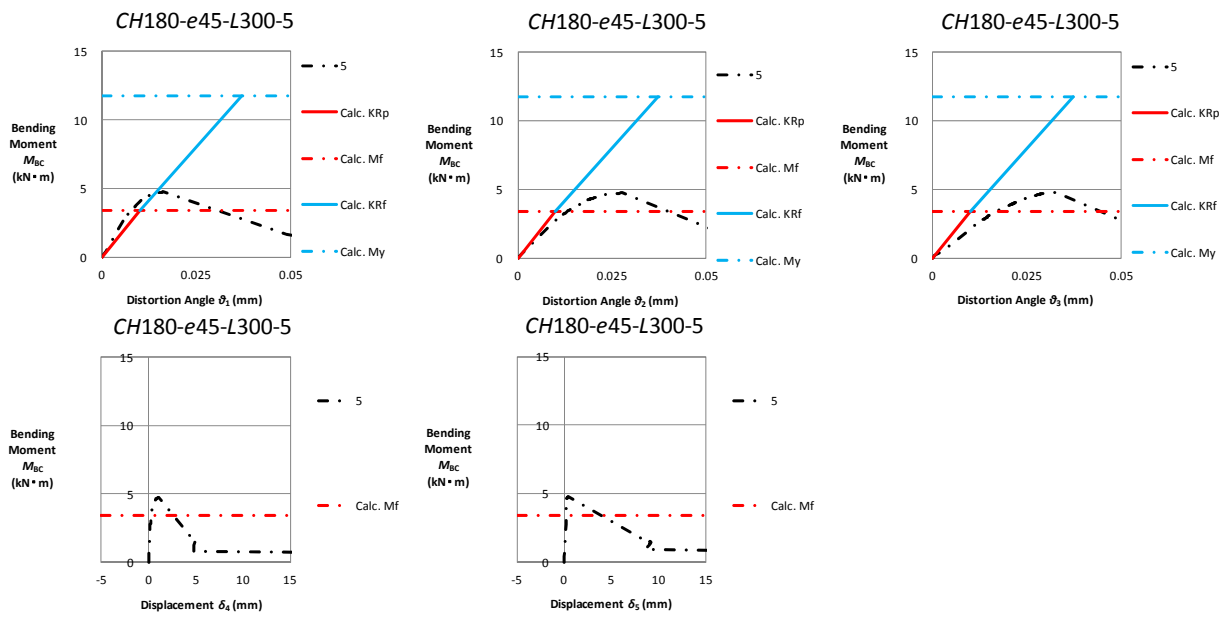 CH180-e45-L300-5
15
10
5
0
Bending
Moment
M_BC
(kN・m)
0 0.025 0.05
Distortion Angle ϑ₁ (mm)
5
Calc. KRp
Calc. Mf
Calc. KRf
Calc. My
CH180-e45-L300-5
15
10
5
0
Bending
Moment
M_BC
(kN・m)
0 0.025 0.05
Distortion Angle ϑ₂ (mm)
5
Calc. KRp
Calc. Mf
Calc. KRf
Calc. My
CH180-e45-L300-5
15
10
5
0
Bending
Moment
M_BC
(kN・m)
0 0.025 0.05
Distortion Angle ϑ₃ (mm)
5
Calc. KRp
Calc. Mf
Calc. KRf
Calc. My
CH180-e45-L300-5
15
10
5
0
Bending
Moment
M_BC
(kN・m)
-5 0 5 10 15
Displacement δ₄ (mm)
5
Calc. Mf
CH180-e45-L300-5
15
10
5
0
Bending
Moment
M_BC
(kN・m)
-5 0 5 10 15
Displacement δ₅ (mm)
5
Calc. Mf